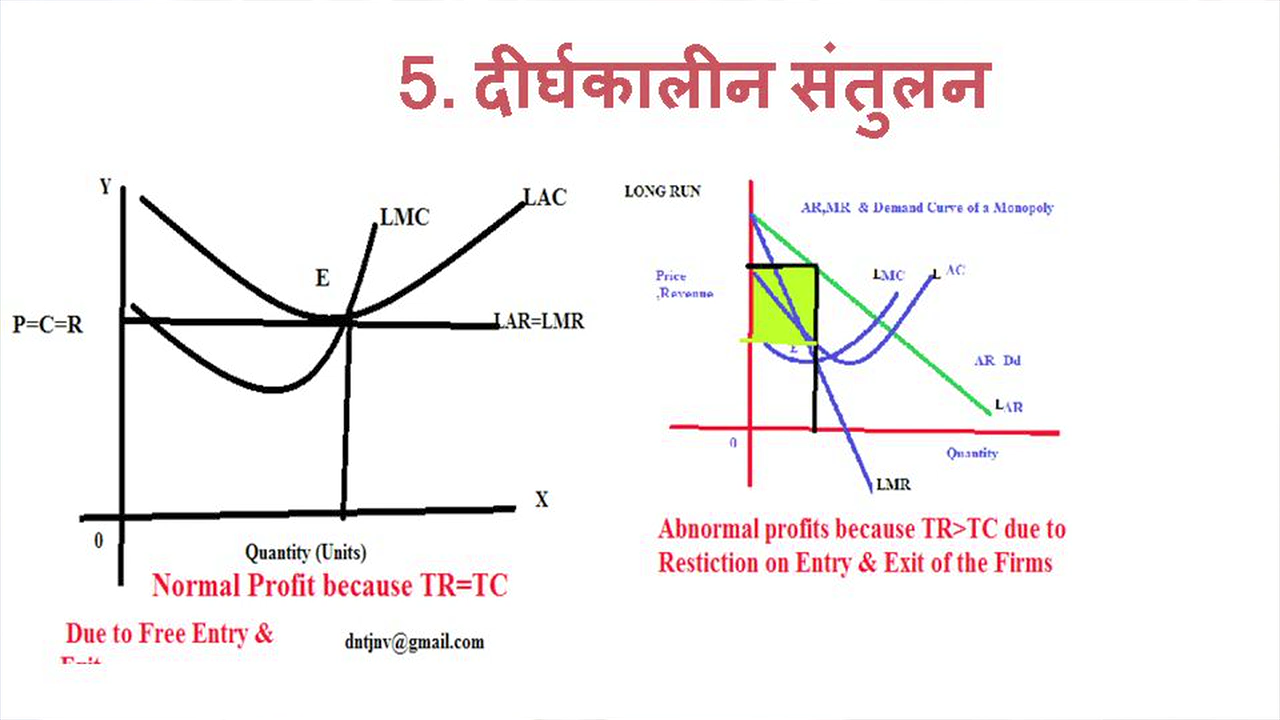 5. दीर्घकालीन संतुलन
Y
LMC
LAC
E
P=C=R
LAR=LMR
X
0
Quantity (Units)
Normal Profit because TR=TC
Due to Free Entry &
dntjnv@gmail.com
LONG RUN
AR,MR & Demand Curve of a Monopoly
Price
,Revenue
LMC
L AC
AR Dd
LAR
0
Quantity
LMR
Abnormal profits because TR>TC due to
Restiction on Entry & Exit of the Firms